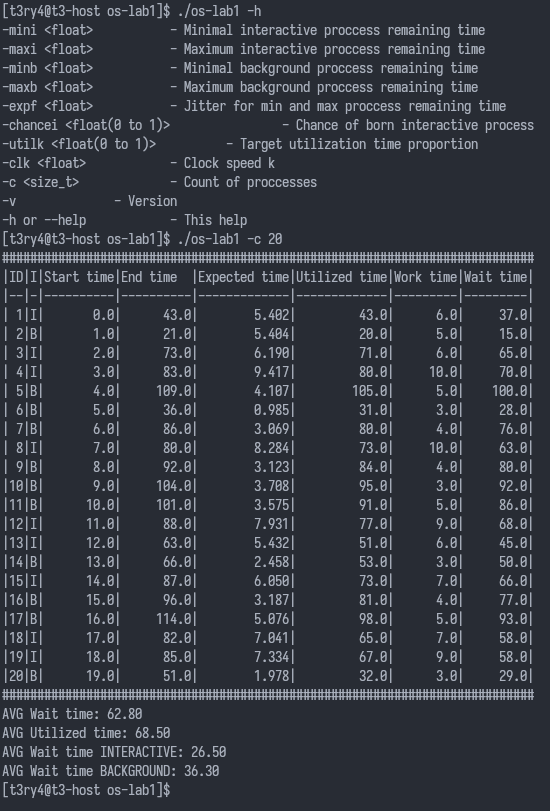 [t3ry4@t3-host os-lab1]$ ./os-lab1 -h
-mini <float>           - Minimal interactive proccess remaining time
-maxi <float>           - Maximum interactive proccess remaining time
-minb <float>           - Minimal background proccess remaining time
-maxb <float>           - Maximum background proccess remaining time
-expf <float>           - Jitter for min and max proccess remaining time
-chancei <float(0 to 1)>                - Chance of born interactive process
-utilk <float(0 to 1)>          - Target utilization time proportion
-clk <float>            - Clock speed k
-c <size_t>             - Count of proccesses
-v              - Version
-h or --help            - This help
[t3ry4@t3-host os-lab1]$ ./os-lab1 -c 20
############################################################################
|ID|I|Start time|End time  |Expected time|Utilized time|Work time|Wait time|
|--|-|----------|----------|-------------|-------------|---------|---------|
| 1|I|       0.0|      43.0|        5.402|         43.0|      6.0|     37.0|
| 2|B|       1.0|      21.0|        5.404|         20.0|      5.0|     15.0|
| 3|I|       2.0|      73.0|        6.190|         71.0|      6.0|     65.0|
| 4|I|       3.0|      83.0|        9.417|         80.0|     10.0|     70.0|
| 5|B|       4.0|     109.0|        4.107|        105.0|      5.0|    100.0|
| 6|B|       5.0|      36.0|        0.985|         31.0|      3.0|     28.0|
| 7|B|       6.0|      86.0|        3.069|         80.0|      4.0|     76.0|
| 8|I|       7.0|      80.0|        8.284|         73.0|     10.0|     63.0|
| 9|B|       8.0|      92.0|        3.123|         84.0|      4.0|     80.0|
|10|B|       9.0|     104.0|        3.708|         95.0|      3.0|     92.0|
|11|B|      10.0|     101.0|        3.575|         91.0|      5.0|     86.0|
|12|I|      11.0|      88.0|        7.931|         77.0|      9.0|     68.0|
|13|I|      12.0|      63.0|        5.432|         51.0|      6.0|     45.0|
|14|B|      13.0|      66.0|        2.458|         53.0|      3.0|     50.0|
|15|I|      14.0|      87.0|        6.050|         73.0|      7.0|     66.0|
|16|B|      15.0|      96.0|        3.187|         81.0|      4.0|     77.0|
|17|B|      16.0|     114.0|        5.076|         98.0|      5.0|     93.0|
|18|I|      17.0|      82.0|        7.041|         65.0|      7.0|     58.0|
|19|I|      18.0|      85.0|        7.334|         67.0|      9.0|     58.0|
|20|B|      19.0|      51.0|        1.978|         32.0|      3.0|     29.0|
############################################################################
AVG Wait time: 62.80
AVG Utilized time: 68.50
AVG Wait time INTERACTIVE: 26.50
AVG Wait time BACKGROUND: 36.30
[t3ry4@t3-host os-lab1]$